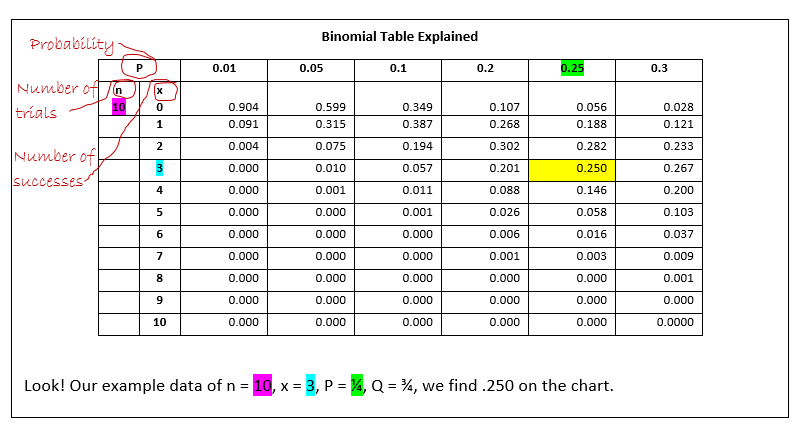 Binomial Table Explained
Probability
P 0.01 0.05 0.1 0.2 0.25 0.3
Number of
trials
n x
10 0 0.904 0.599 0.349 0.107 0.056 0.028
1 0.091 0.315 0.387 0.268 0.188 0.121
2 0.004 0.075 0.194 0.302 0.282 0.233
Number of
successes
3 0.000 0.010 0.057 0.201 0.250 0.267
4 0.000 0.001 0.011 0.088 0.146 0.200
5 0.000 0.000 0.001 0.026 0.058 0.103
6 0.000 0.000 0.000 0.006 0.016 0.037
7 0.000 0.000 0.000 0.001 0.003 0.009
8 0.000 0.000 0.000 0.000 0.000 0.001
9 0.000 0.000 0.000 0.000 0.000 0.000
10 0.000 0.000 0.000 0.000 0.000 0.0000
Look! Our example data of n = 10, x = 3, P = ¼, Q = ¾, we find .250 on the chart.